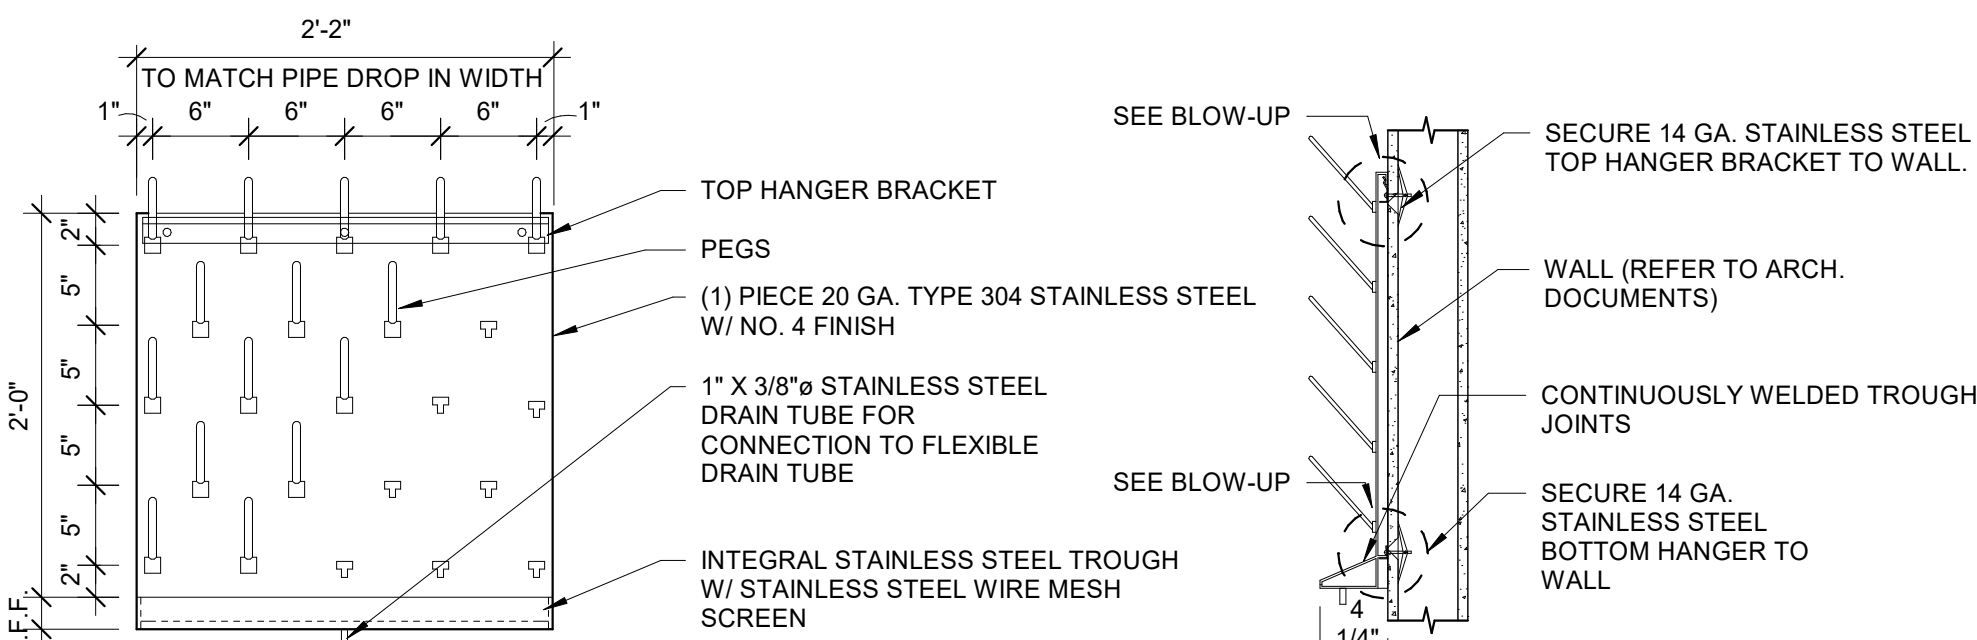 2'-2"
TO MATCH PIPE DROP IN WIDTH
1" 6" 6" 6" 6" 1"
2"
5"
5"
5"
5"
2"
2'-0"
.F.F.
TOP HANGER BRACKET
PEGS
(1) PIECE 20 GA. TYPE 304 STAINLESS STEEL
W/ NO. 4 FINISH
1" X 3/8"ø STAINLESS STEEL
DRAIN TUBE FOR
CONNECTION TO FLEXIBLE
DRAIN TUBE
INTEGRAL STAINLESS STEEL TROUGH
W/ STAINLESS STEEL WIRE MESH
SCREEN
SEE BLOW-UP
SEE BLOW-UP
SECURE 14 GA. STAINLESS STEEL
TOP HANGER BRACKET TO WALL.
WALL (REFER TO ARCH.
DOCUMENTS)
CONTINUOUSLY WELDED TROUGH
JOINTS
SECURE 14 GA.
STAINLESS STEEL
BOTTOM HANGER TO
WALL
4
1/4"